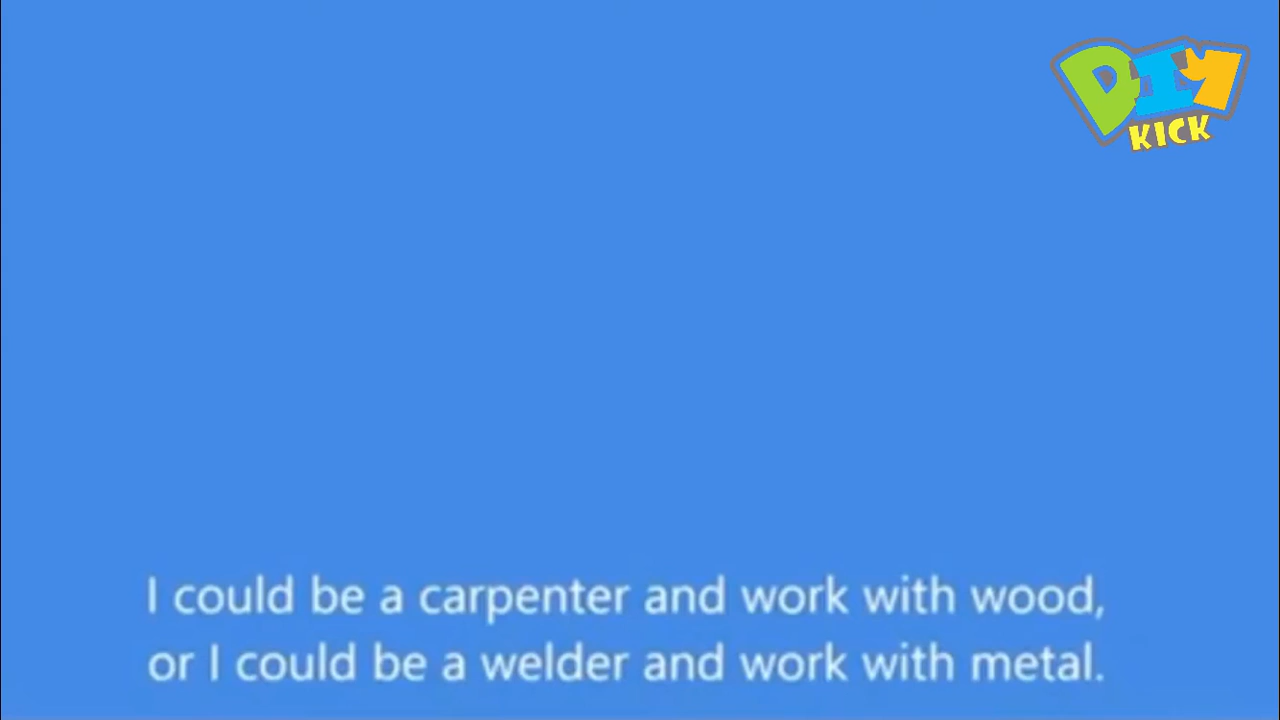 DIY
KICK
I could be a carpenter and work with wood,
or I could be a welder and work with metal.